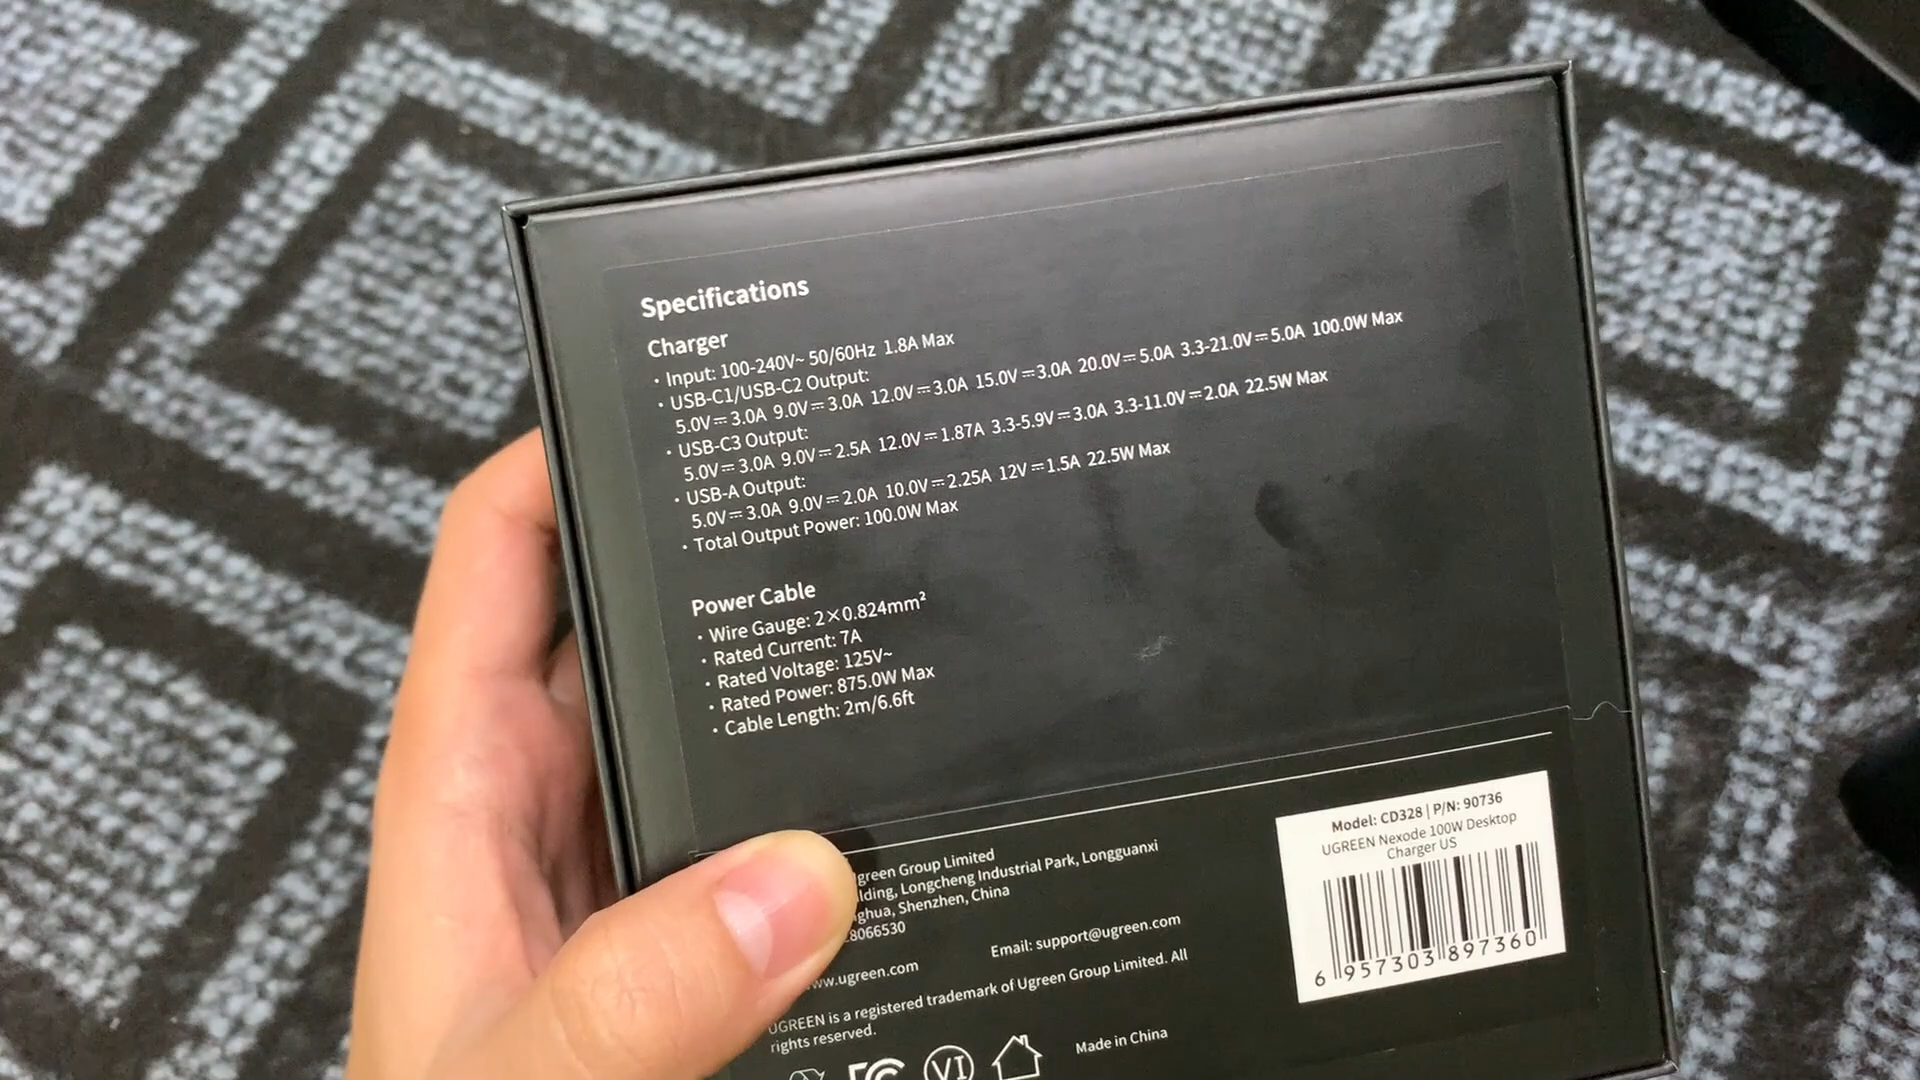 Specifications
Charger
· Input: 100-240V~ 50/60Hz 1.8A Max
· USB-C1/USB-C2 Output:
5.0V⎓3.0A 9.0V⎓3.0A 12.0V⎓3.0A 15.0V⎓3.0A 20.0V⎓5.0A 3.3-21.0V⎓5.0A 100.0W Max
· USB-C3 Output:
5.0V⎓3.0A 9.0V⎓2.5A 12.0V⎓1.87A 3.3-5.9V⎓3.0A 3.3-11.0V⎓2.0A 22.5W Max
· USB-A Output:
5.0V⎓3.0A 9.0V⎓2.0A 10.0V⎓2.25A 12V⎓1.5A 22.5W Max
· Total Output Power: 100.0W Max
Power Cable
· Wire Gauge: 2×0.824mm²
· Rated Current: 7A
· Rated Voltage: 125V~
· Rated Power: 875.0W Max
· Cable Length: 2m/6.6ft
green Group Limited
lding, Longcheng Industrial Park, Longguanxi
ghua, Shenzhen, China
8066530
Email: support@ugreen.com
ww.ugreen.com
UGREEN is a registered trademark of Ugreen Group Limited. All
rights reserved.
FC VI
Made in China
Model: CD328 | P/N: 90736
UGREEN Nexode 100W Desktop
Charger US
6 957303 897360